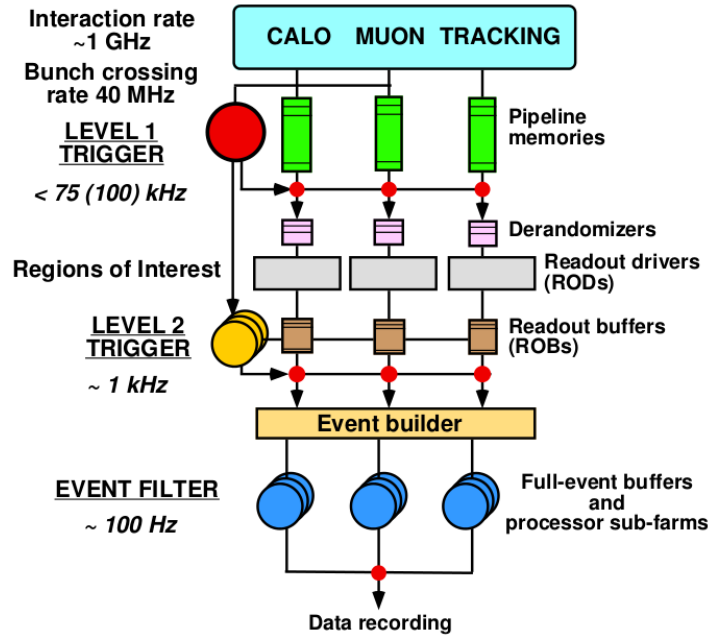 Interaction rate
~1 GHz
CALO MUON TRACKING
Bunch crossing
rate 40 MHz
Pipeline
memories
LEVEL 1
TRIGGER
< 75 (100) kHz
Derandomizers
Regions of Interest
Readout drivers
(RODs)
LEVEL 2
TRIGGER
Readout buffers
(ROBs)
~ 1 kHz
Event builder
EVENT FILTER
~ 100 Hz
Full-event buffers
and
processor sub-farms
Data recording